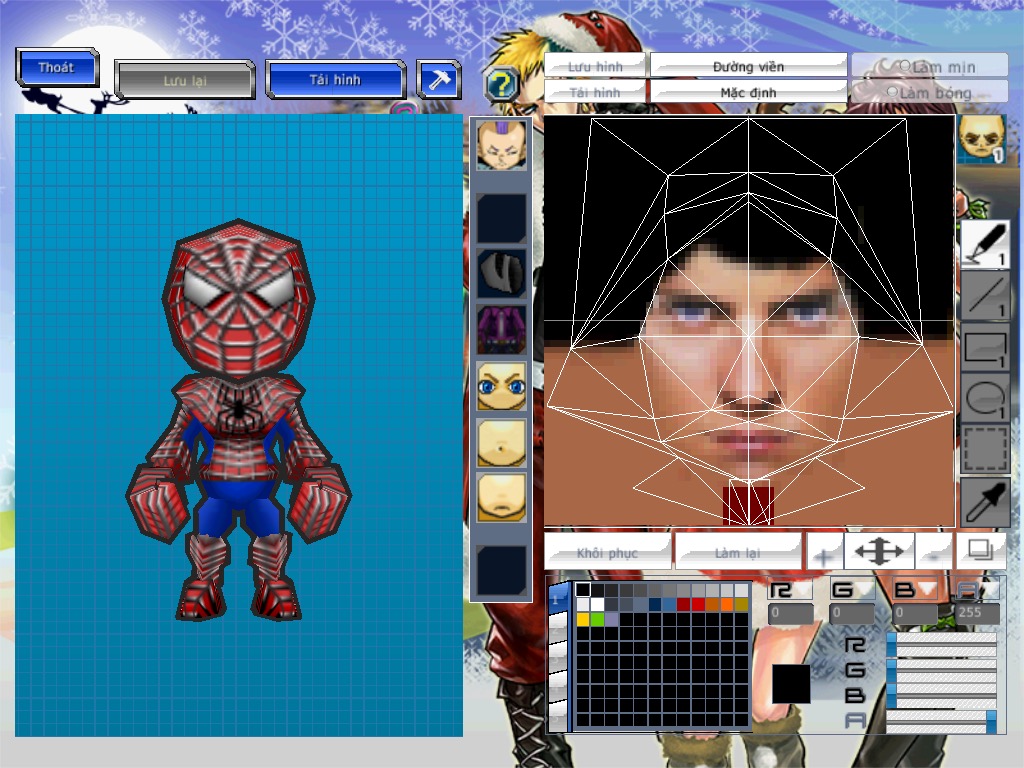 Thoát
Lưu lại
Tải hình
?
Lưu hình
Đường viền
Làm mịn
Tải hình
Mặc định
Làm bóng
1
1
1
1
1
Khôi phục
Làm lại
+
-
1
R
G
B
A
0
0
0
255
R
G
B
A